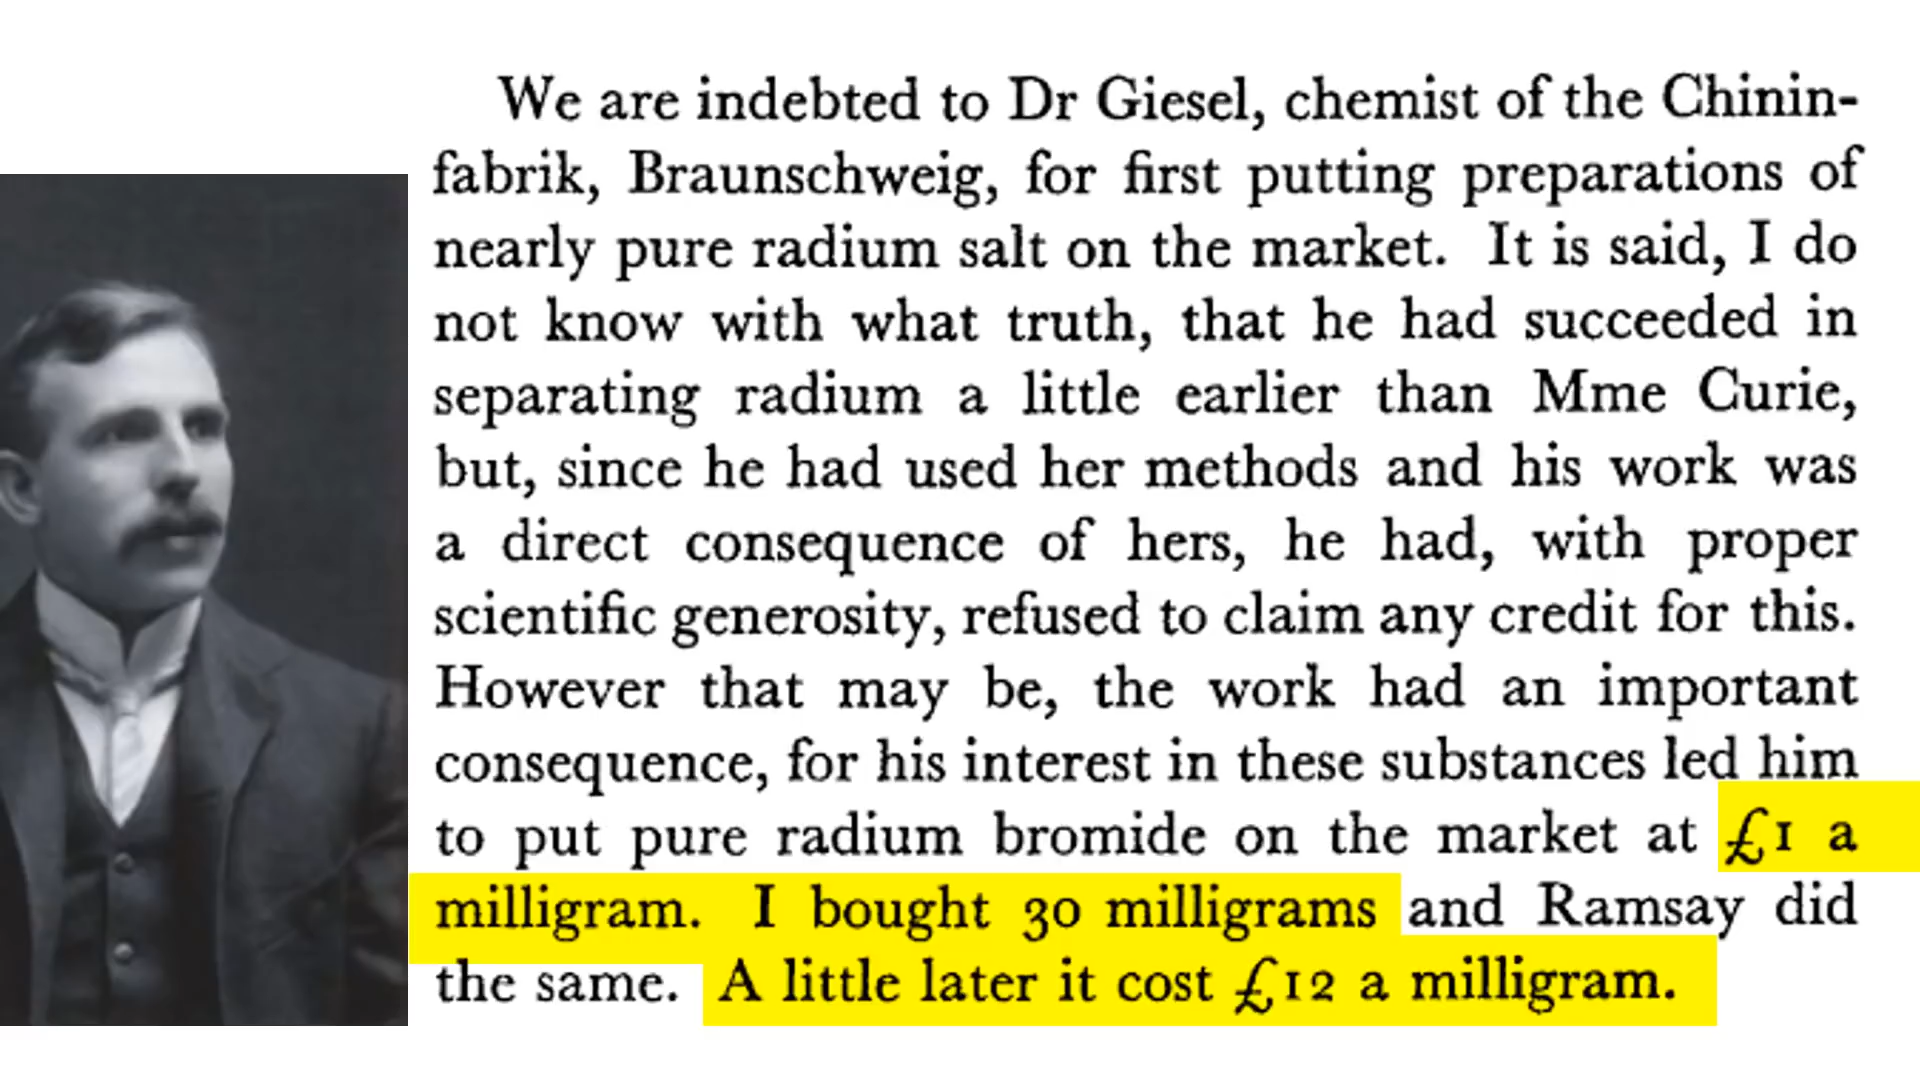 We are indebted to Dr Giesel, chemist of the Chinin-
fabrik, Braunschweig, for first putting preparations of
nearly pure radium salt on the market. It is said, I do
not know with what truth, that he had succeeded in
separating radium a little earlier than Mme Curie,
but, since he had used her methods and his work was
a direct consequence of hers, he had, with proper
scientific generosity, refused to claim any credit for this.
However that may be, the work had an important
consequence, for his interest in these substances led him
to put pure radium bromide on the market at £1 a
milligram. I bought 30 milligrams and Ramsay did
the same. A little later it cost £12 a milligram.